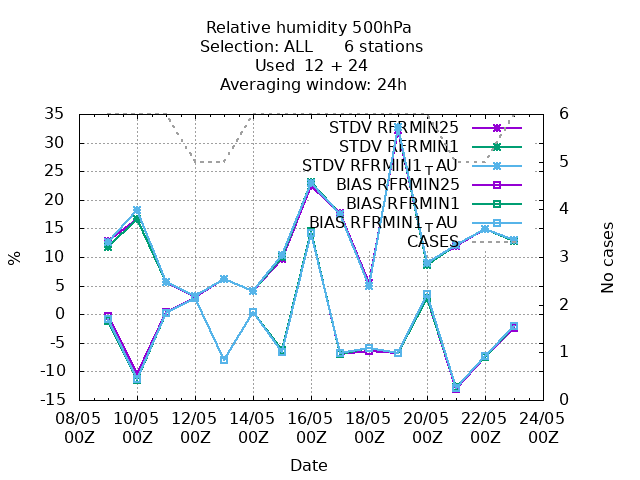 Relative humidity 500hPa
Selection: ALL 6 stations
Used 12 + 24
Averaging window: 24h
35
30
25
20
15
10
5
0
-5
-10
-15
%
STDV RFRMIN25
STDV RFRMIN1
STDV RFRMIN1_AU
BIAS RFRMIN25
BIAS RFRMIN1
BIAS RFRMIN1_AU
CASES
6
5
4
3
2
1
0
No cases
08/05 10/05 12/05 14/05 16/05 18/05 20/05 22/05 24/05
00Z 00Z 00Z 00Z 00Z 00Z 00Z 00Z 00Z
Date